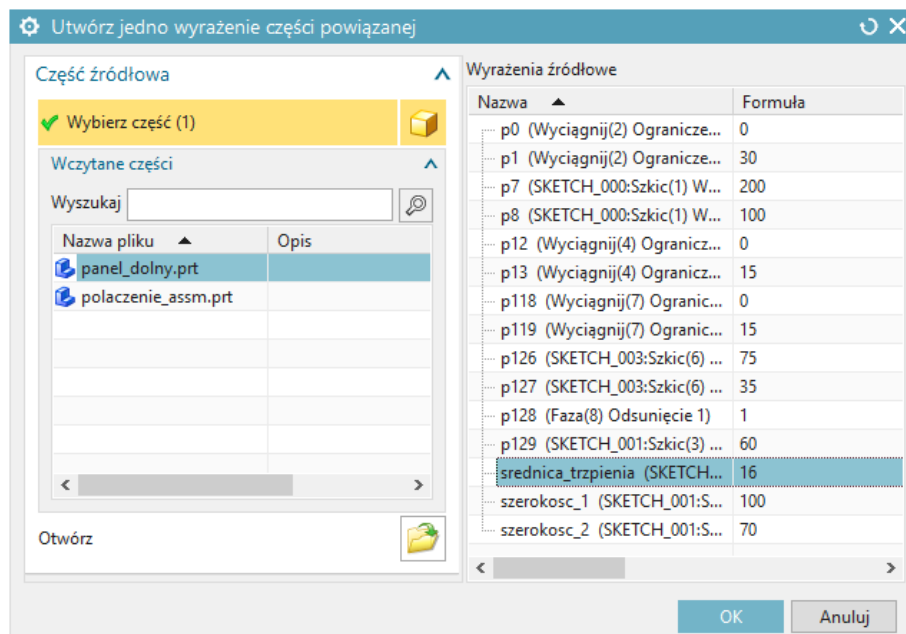 Utwórz jedno wyrażenie części powiązanej
Część źródłowa
Wybierz część (1)
Wczytane części
Wyszukaj
Nazwa pliku Opis
panel_dolny.prt
polaczenie_assm.prt
Otwórz
Wyrażenia źródłowe
Nazwa Formuła
p0 (Wyciągnij(2) Ogranicze... 0
p1 (Wyciągnij(2) Ogranicze... 30
p7 (SKETCH_000:Szkic(1) W... 200
p8 (SKETCH_000:Szkic(1) W... 100
p12 (Wyciągnij(4) Ogranicz... 0
p13 (Wyciągnij(4) Ogranicz... 15
p118 (Wyciągnij(7) Ogranic... 0
p119 (Wyciągnij(7) Ogranic... 15
p126 (SKETCH_003:Szkic(6) ... 75
p127 (SKETCH_003:Szkic(6) ... 35
p128 (Faza(8) Odsunięcie 1) 1
p129 (SKETCH_001:Szkic(3) ... 60
srednica_trzpienia (SKETCH... 16
szerokosc_1 (SKETCH_001:S... 100
szerokosc_2 (SKETCH_001:S... 70
OK Anuluj